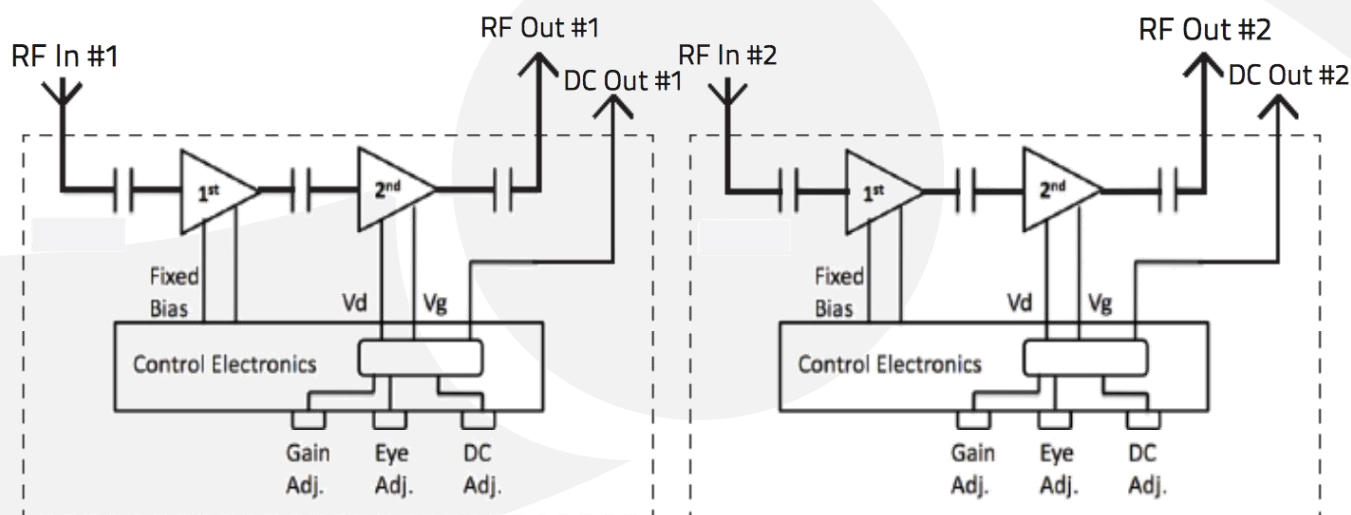 RF In #1
RF Out #1
DC Out #1
1st
2nd
Fixed
Bias
Vd
Vg
Control Electronics
Gain
Adj.
Eye
Adj.
DC
Adj.
RF In #2
RF Out #2
DC Out #2
1st
2nd
Fixed
Bias
Vd
Vg
Control Electronics
Gain
Adj.
Eye
Adj.
DC
Adj.